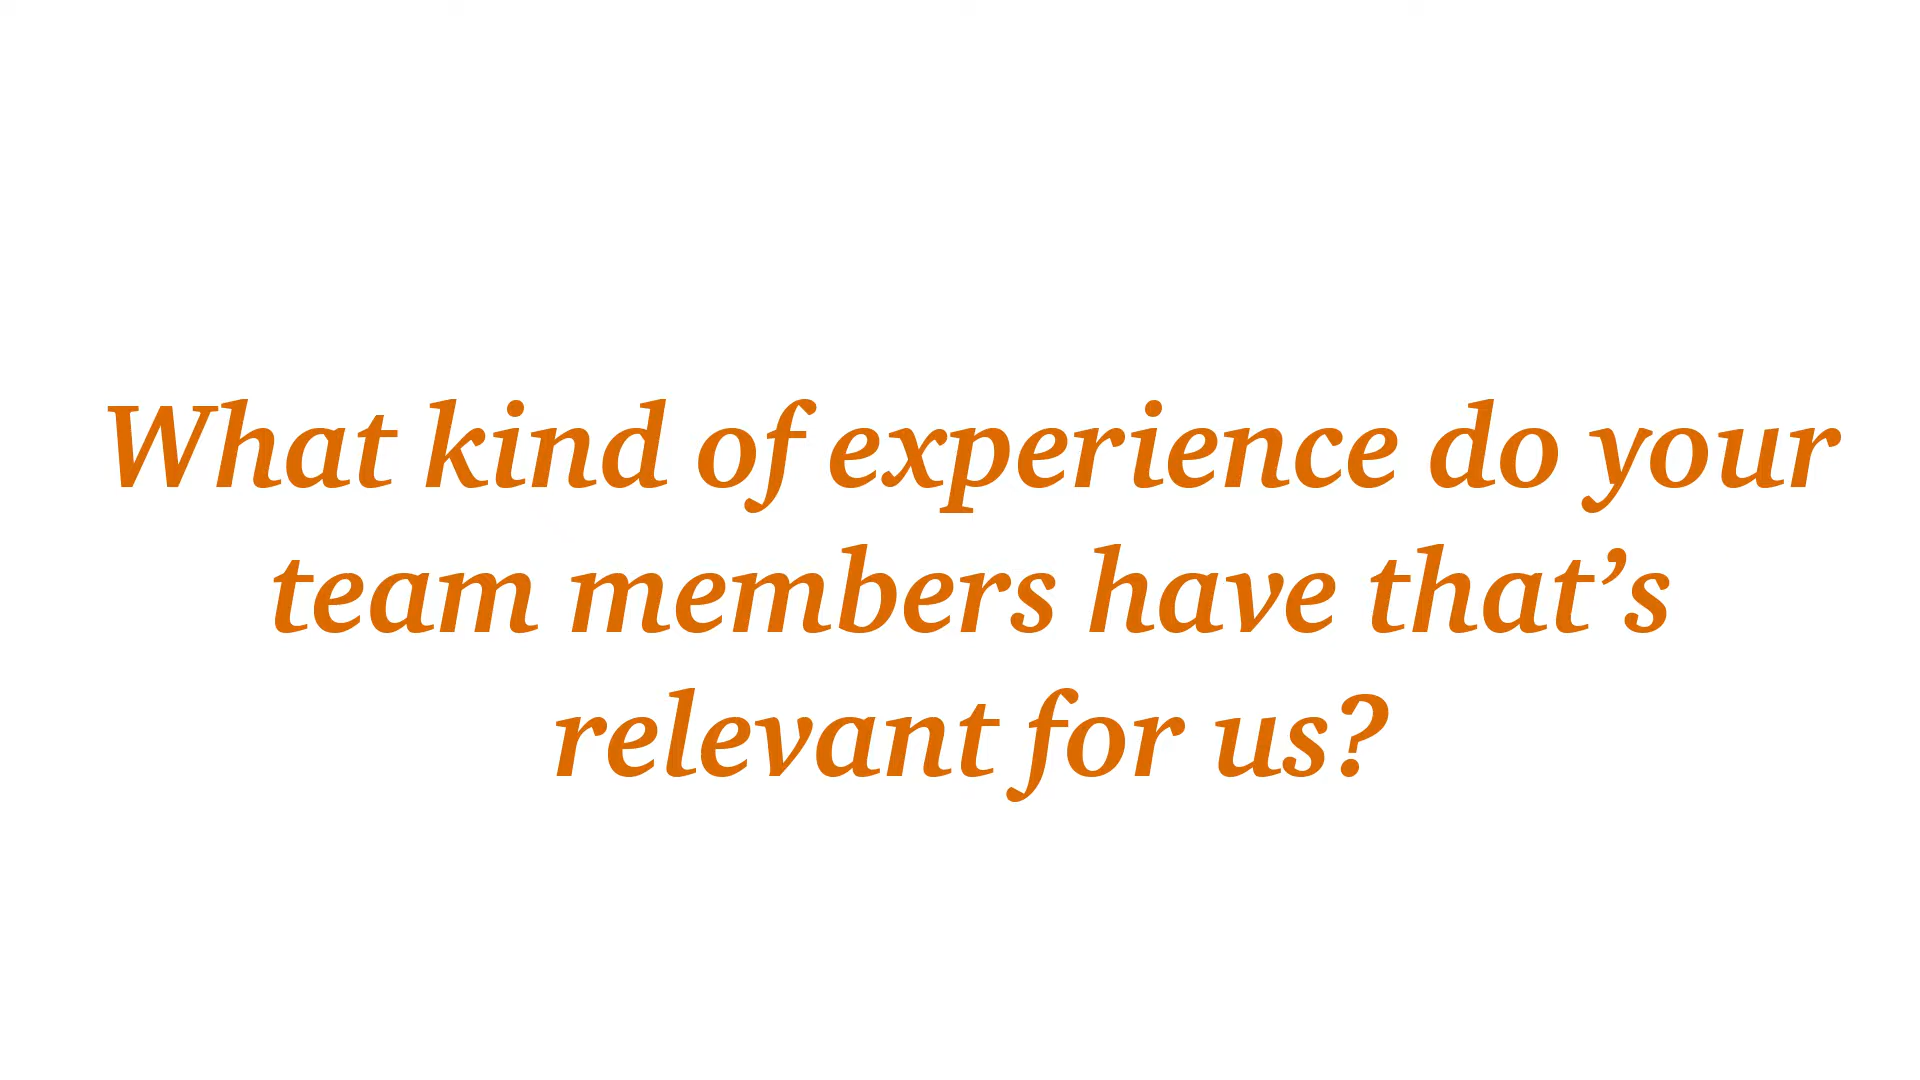 What kind of experience do your
team members have that’s
relevant for us?